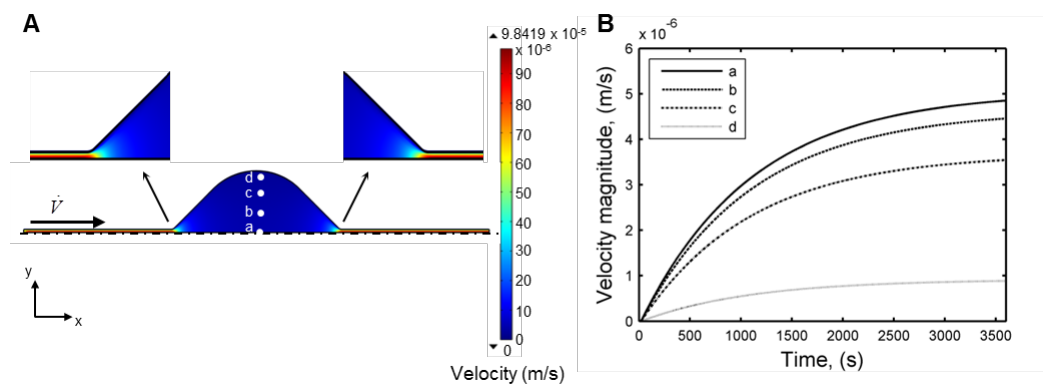 A
9.8419 x 10-5
x 10-6
90
80
70
60
50
40
30
20
10
0
0
V̇
d
c
b
a
y
x
Velocity (m/s)
B
x 10-6
6
5
4
3
2
1
0
Velocity magnitude, (m/s)
a
b
c
d
0 500 1000 1500 2000 2500 3000 3500
Time, (s)